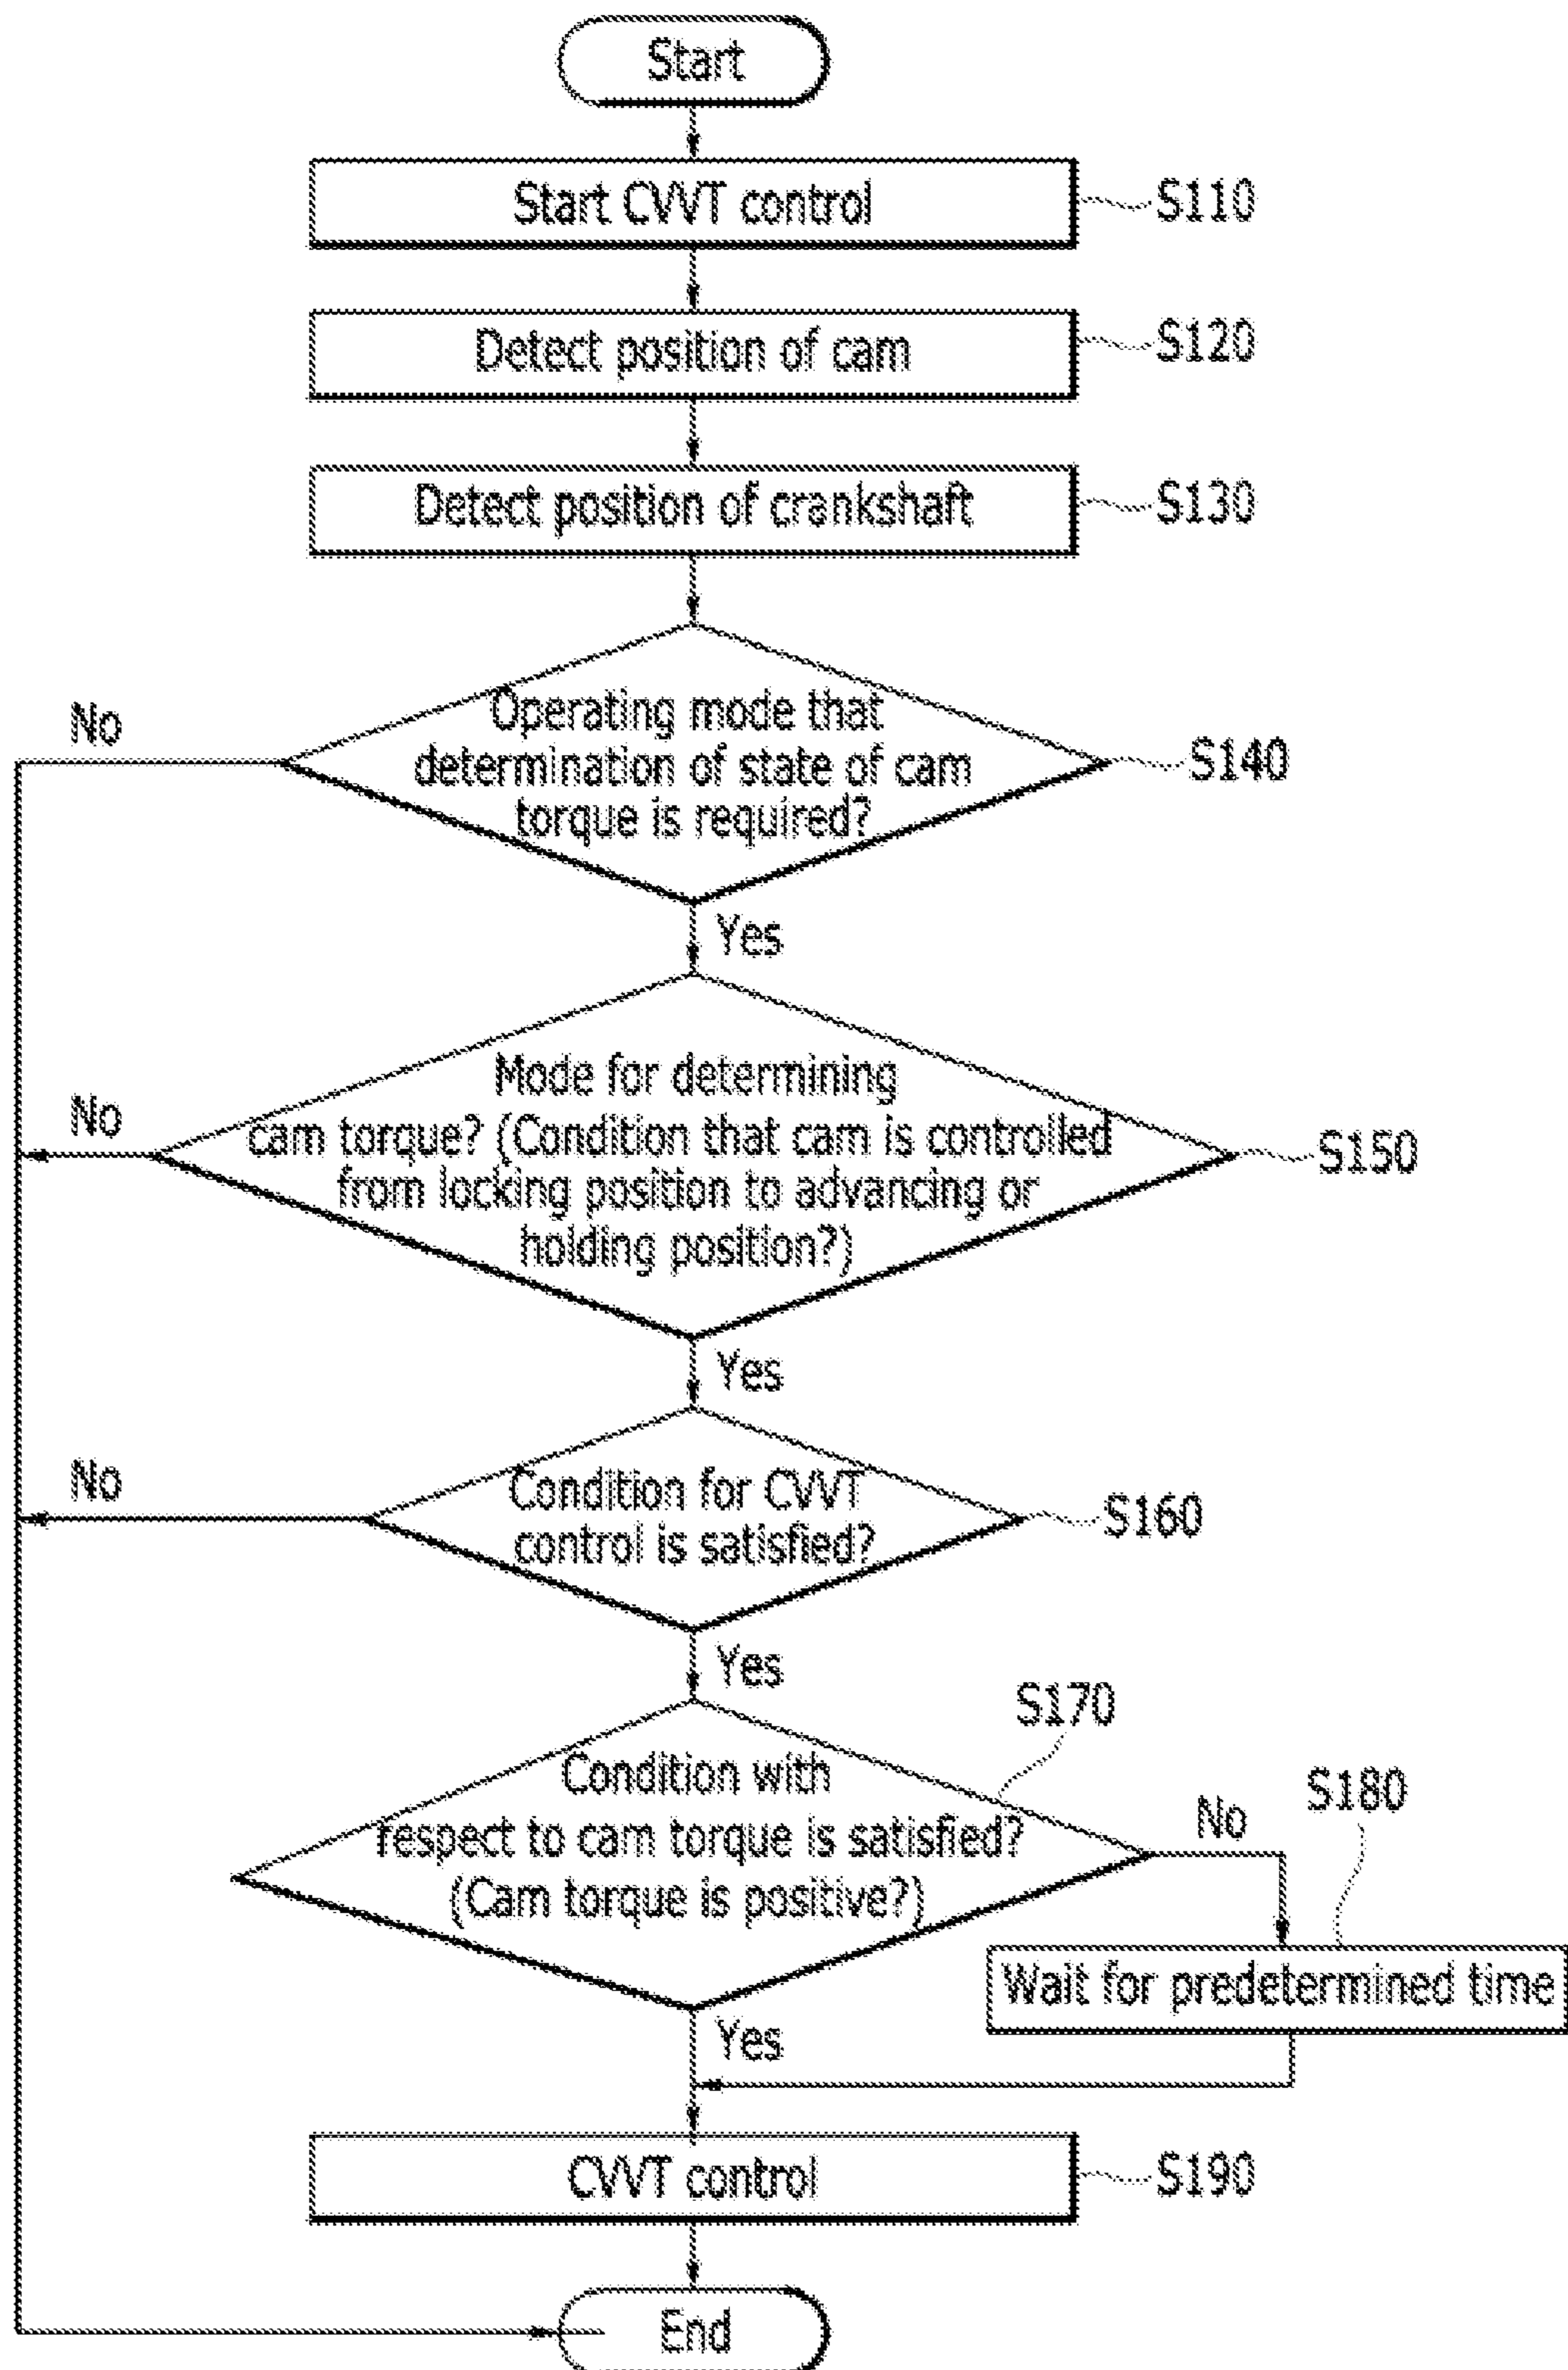 Start
Start CVVT control
S110
Detect position of cam
S120
Detect position of crankshaft
S130
Operating mode that
determination of state of cam
torque is required?
S140
No
Yes
Mode for determining
cam torque? (Condition that cam is controlled
from locking position to advancing or
holding position?)
S150
No
Yes
Condition for CVVT
control is satisfied?
S160
No
Yes
Condition with
respect to cam torque is satisfied?
(Cam torque is positive?)
S170
No
S180
Wait for predetermined time
Yes
CVVT control
S190
End